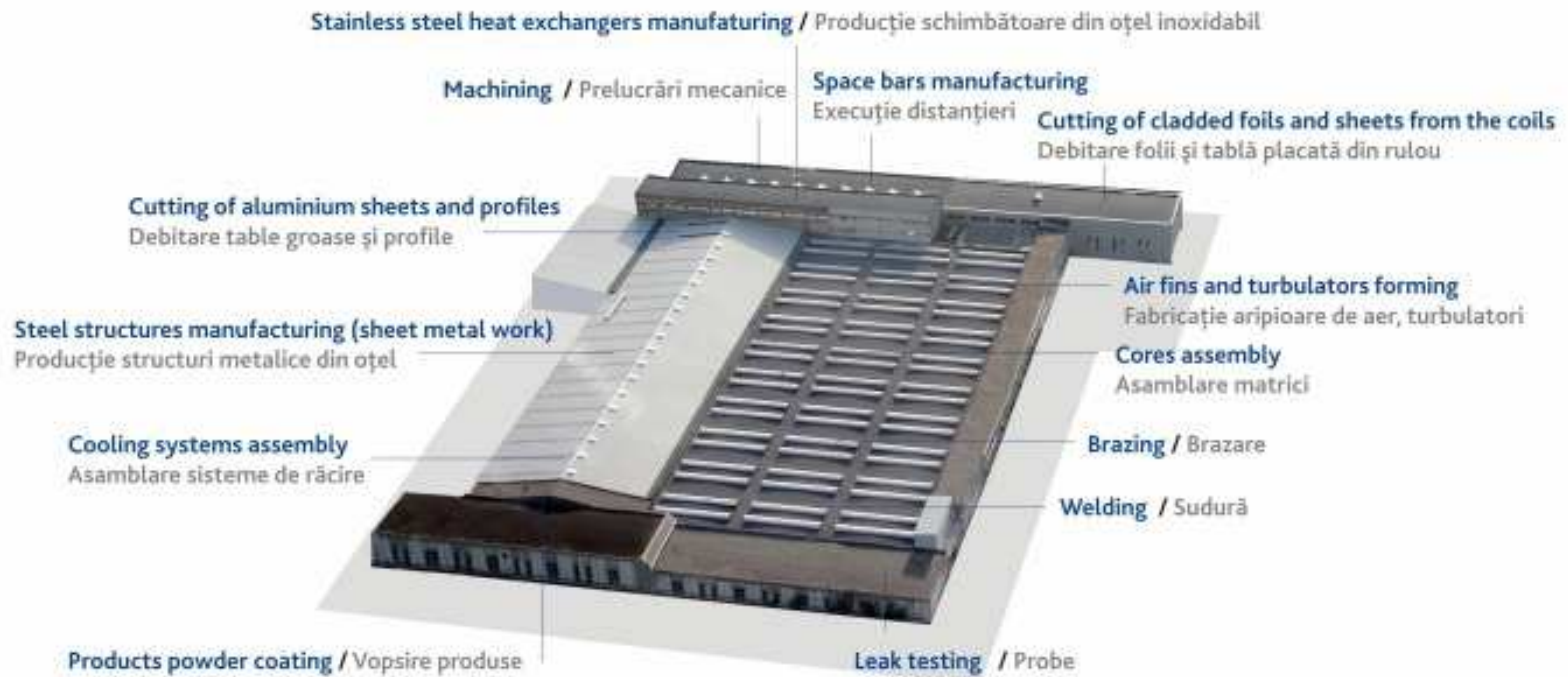 Stainless steel heat exchangers manufaturing / Producție schimbătoare din oțel inoxidabil
Machining / Prelucrări mecanice
Space bars manufacturing
Execuție distanțieri
Cutting of cladded foils and sheets from the coils
Debitare folii și tablă placată din rulou
Cutting of aluminium sheets and profiles
Debitare table groase și profile
Air fins and turbulators forming
Fabricație aripioare de aer, turbulatori
Steel structures manufacturing (sheet metal work)
Producție structuri metalice din oțel
Cores assembly
Asamblare matrici
Cooling systems assembly
Asamblare sisteme de răcire
Brazing / Brazare
Welding / Sudură
Products powder coating / Vopsire produse
Leak testing / Probe